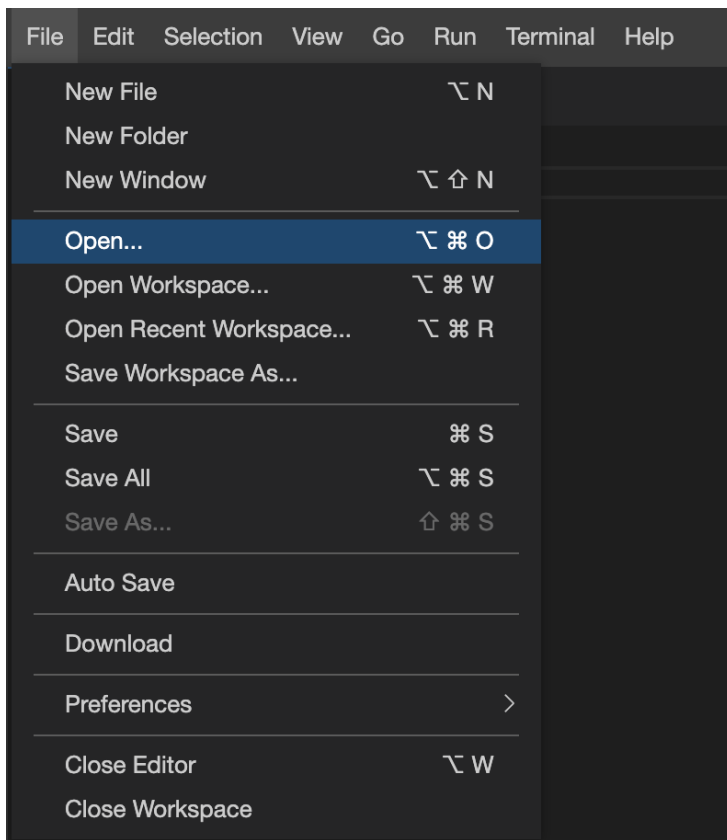 File Edit Selection View Go Run Terminal Help
New File ⌥ N
New Folder
New Window ⌥ ⇧ N
Open... ⌥ ⌘ O
Open Workspace... ⌥ ⌘ W
Open Recent Workspace... ⌥ ⌘ R
Save Workspace As...
Save ⌘ S
Save All ⌥ ⌘ S
Save As... ⇧ ⌘ S
Auto Save
Download
Preferences
Close Editor ⌥ W
Close Workspace